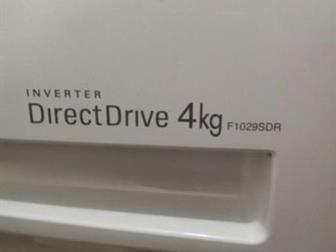 INVERTER
DirectDrive 4kg F1029SDR